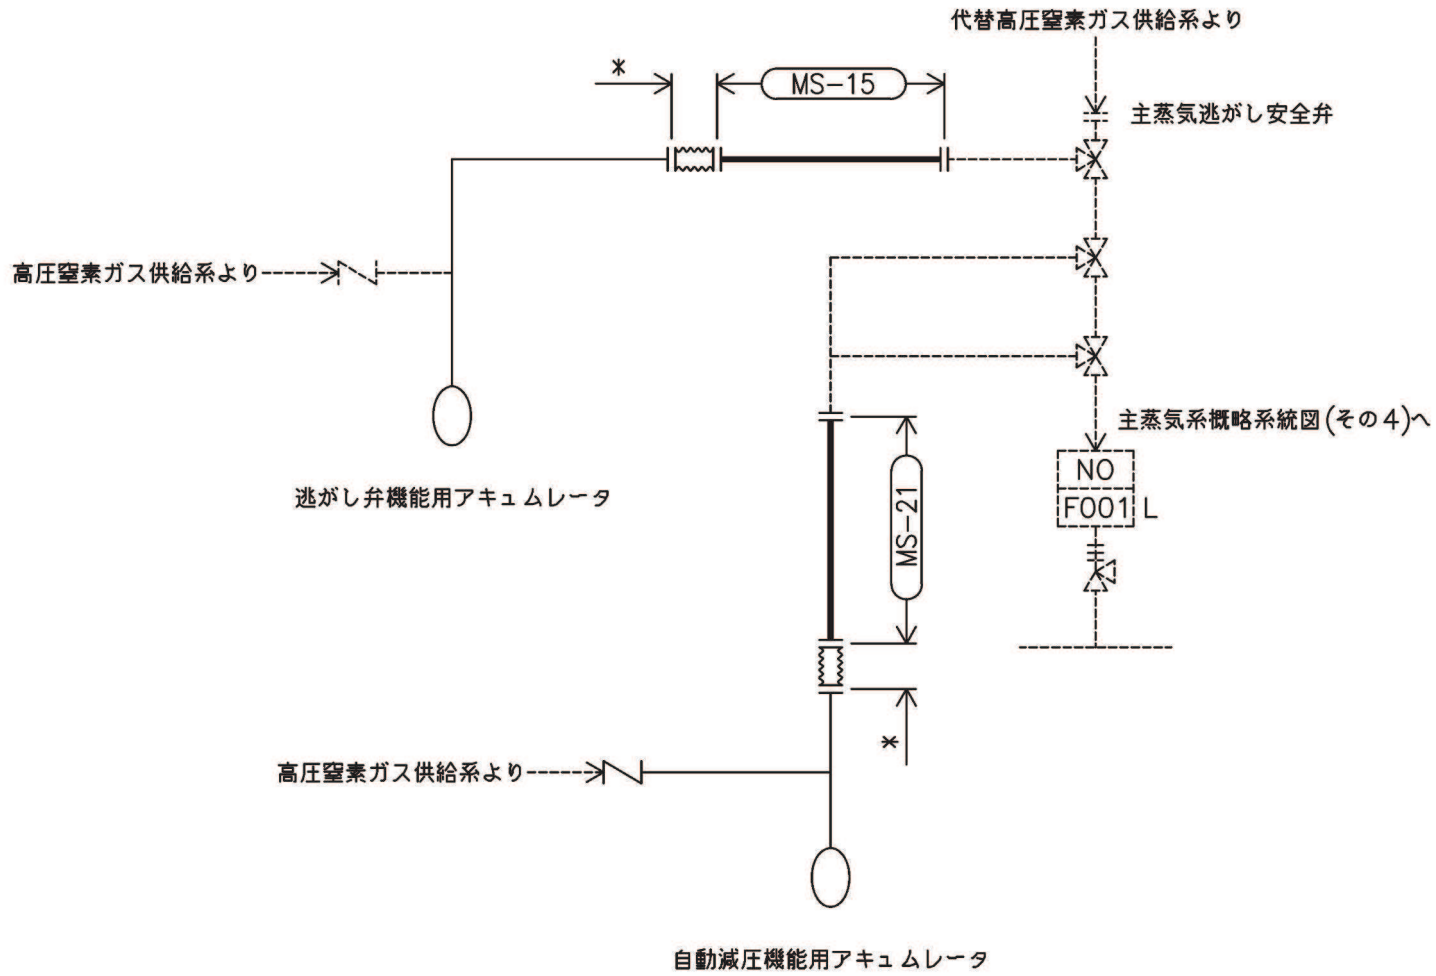 代替高圧窒素ガス供給系より
*
MS-15
主蒸気逃がし安全弁
高圧窒素ガス供給系より
主蒸気系概略系統図(その4)へ
NO
F001 L
逃がし弁機能用アキュムレータ
MS-21
*
高圧窒素ガス供給系より
自動減圧機能用アキュムレータ